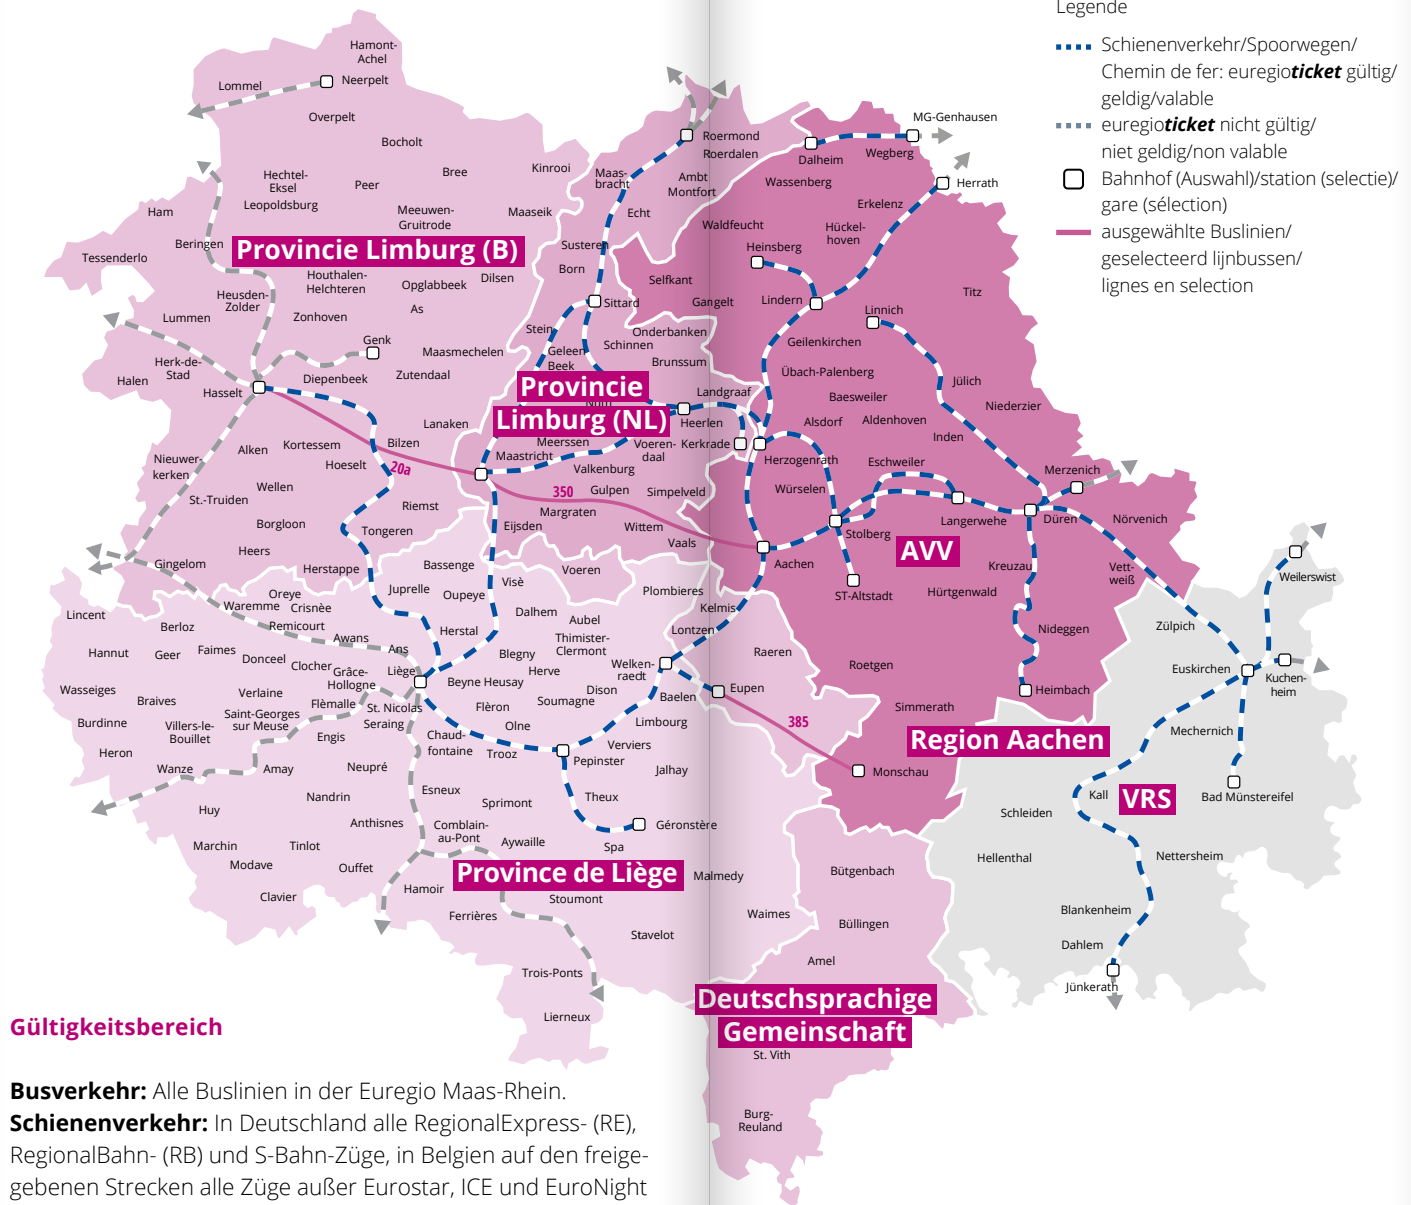 Legende
Schienenverkehr/Spoorwegen/
Chemin de fer: euregioticket gültig/
geldig/valable
euregioticket nicht gültig/
niet geldig/non valable
Bahnhof (Auswahl)/station (selectie)/
gare (sélection)
ausgewählte Buslinien/
geselecteerd lijnbussen/
lignes en selection
Hamont-
Achel
Neerpelt
Lommel
Overpelt
Bocholt
Bree
Kinrooi
Hechtel-
Eksel
Peer
Leopoldsburg
Ham
Meeuwen-
Gruitrode
Maaseik
Beringen
Provincie Limburg (B)
Tessenderlo
Houthalen-
Helchteren
Opglabbeek
Dilsen
Heusden-
Zolder
As
Lummen
Zonhoven
Genk
Maasmechelen
Herk-de-
Stad
Halen
Diepenbeek
Zutendaal
Hasselt
Lanaken
Alken
Kortessem
Bilzen
20a
Hoeselt
Nieuwer-
kerken
Wellen
St.-Truiden
Riemst
Borgloon
Tongeren
Heers
Gingelom
Herstappe
Roermond
Roerdalen
Maas-
bracht
Ambt
Montfort
Echt
Susteren
Born
Sittard
Stein
Onderbanken
Schinnen
Geleen
Beek
Brunssum
Provincie
Limburg (NL)
Nuth
Landgraaf
Heerlen
Meerssen
Maastricht
Voeren-
daal
Kerkrade
Valkenburg
350
Gulpen
Simpelveld
Margraten
Eijsden
Wittem
Vaals
MG-Genhausen
Dalheim
Wegberg
Herrath
Wassenberg
Erkelenz
Waldfeucht
Hückel-
hoven
Heinsberg
Selfkant
Gangelt
Lindern
Titz
Linnich
Geilenkirchen
Übach-Palenberg
Jülich
Baesweiler
Niederzier
Alsdorf
Aldenhoven
Inden
Herzogenrath
Eschweiler
Merzenich
Würselen
Langerwehe
Düren
Nörvenich
Stolberg
AVV
Aachen
Kreuzau
Vett-
weiß
ST-Altstadt
Hürtgenwald
Nideggen
Roetgen
Heimbach
Simmerath
Region Aachen
Monschau
385
Weilerswist
Zülpich
Euskirchen
Kuchen-
heim
Mechernich
Kall
VRS
Bad Münstereifel
Schleiden
Hellenthal
Nettersheim
Blankenheim
Dahlem
Jünkerath
Bassenge
Visè
Voeren
Plombieres
Juprelle
Oupeye
Kelmis
Dalhem
Aubel
Lontzen
Thimister-
Clermont
Herstal
Raeren
Blegny
Welken-
raedt
Herve
Lincent
Oreye
Waremme
Crisnèe
Remicourt
Berloz
Awans
Ans
Hannut
Geer
Faimes
Donceel
Clocher
Grâce-
Hollogne
Liège
Beyne Heusay
Dison
Baelen
Eupen
Soumagne
Wasseiges
Verlaine
Flèmalle
St. Nicolas
Flèron
Braives
Saint-Georges
sur Meuse
Seraing
Olne
Limbourg
Burdinne
Villers-le-
Bouillet
Engis
Chaud-
fontaine
Trooz
Verviers
Heron
Pepinster
Wanze
Amay
Neupré
Jalhay
Esneux
Theux
Nandrin
Sprimont
Huy
Anthisnes
Comblain-
au-Pont
Géronstère
Aywaille
Spa
Marchin
Tinlot
Modave
Ouffet
Province de Liège
Malmedy
Hamoir
Clavier
Stoumont
Ferrières
Waimes
Stavelot
Trois-Ponts
Lierneux
Bütgenbach
Büllingen
Amel
Deutschsprachige
Gemeinschaft
St. Vith
Burg-
Reuland
Gültigkeitsbereich
Busverkehr: Alle Buslinien in der Euregio Maas-Rhein.
Schienenverkehr: In Deutschland alle RegionalExpress- (RE),
RegionalBahn- (RB) und S-Bahn-Züge, in Belgien auf den freige-
gebenen Strecken alle Züge außer Eurostar, ICE und EuroNight